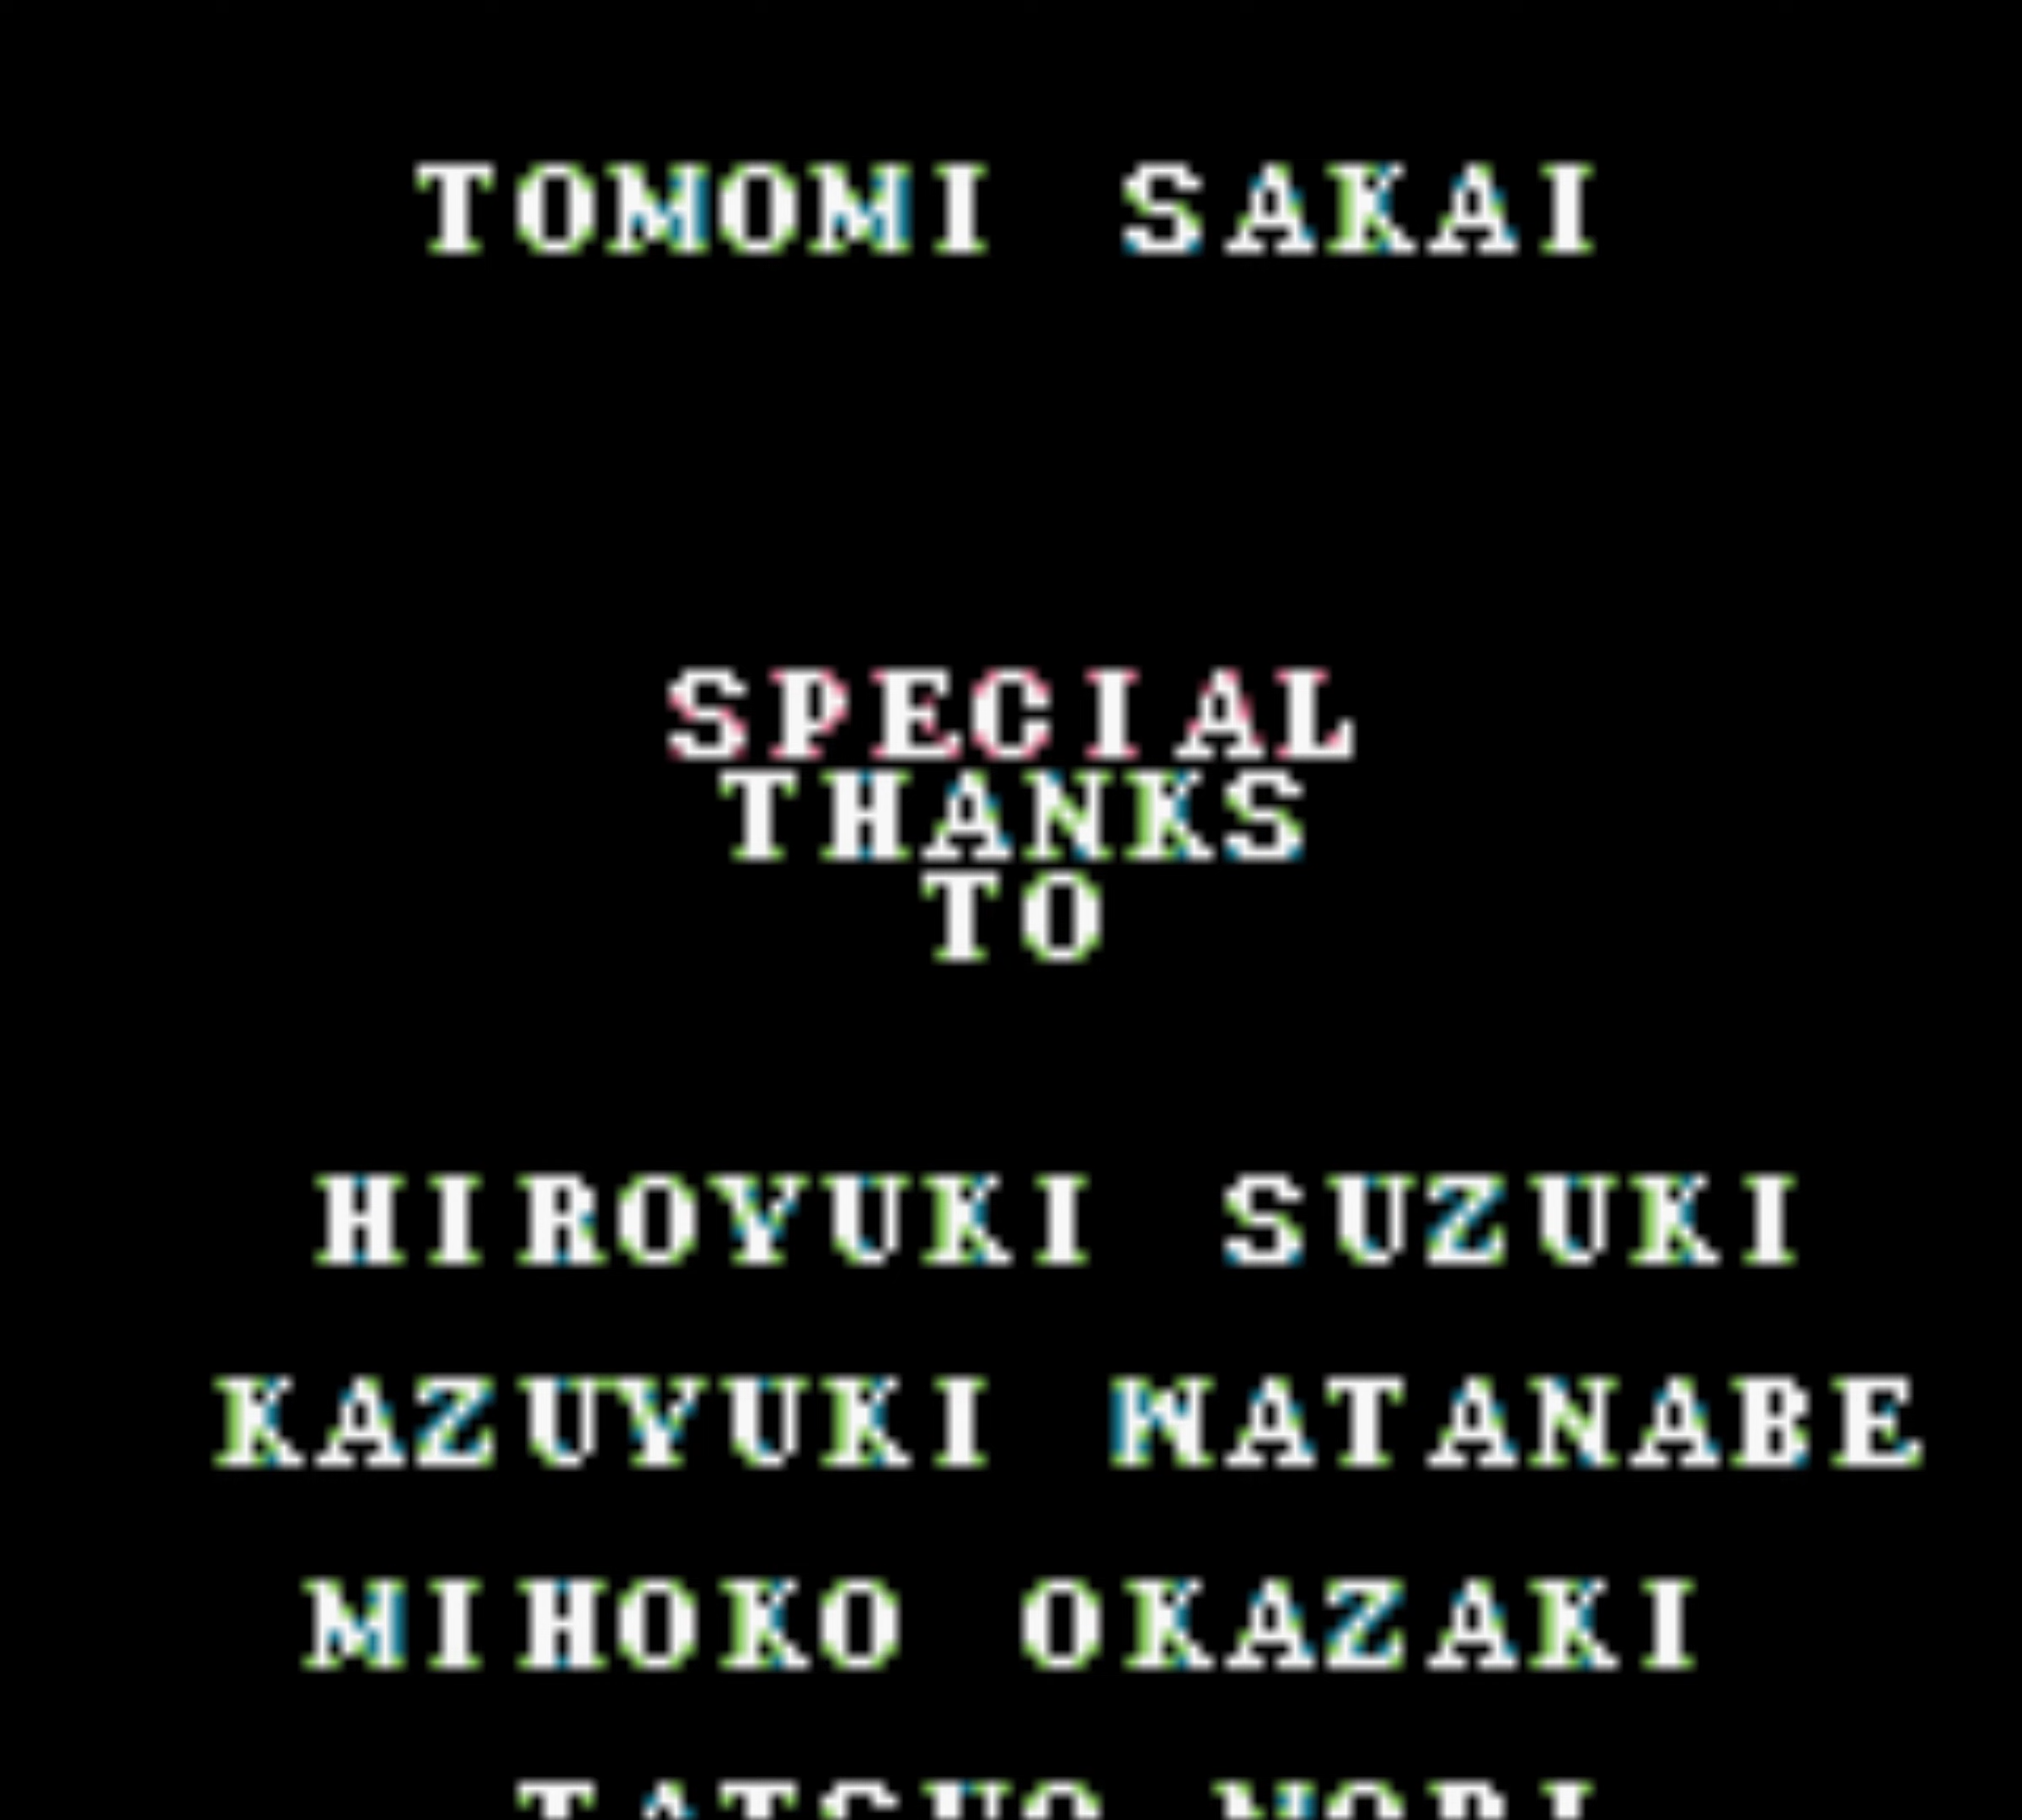 TOMOMI SAKAI
SPECIAL
THANKS
TO
HIROYUKI SUZUKI
KAZUYUKI WATANABE
MIHOKO OKAZAKI